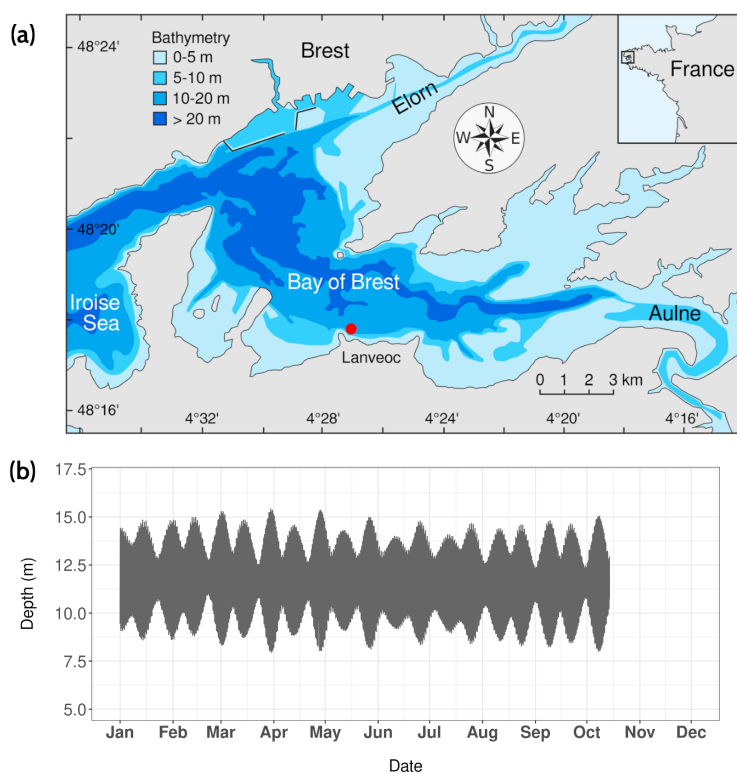 (a)
48°24'
48°20'
48°16'
Bathymetry
0-5 m
5-10 m
10-20 m
> 20 m
Brest
Elorn
N
W E
S
France
Bay of Brest
Iroise
Sea
Aulne
Lanveoc
0 1 2 3 km
4°32' 4°28' 4°24' 4°20' 4°16'
(b)
17.5
15.0
12.5
10.0
7.5
5.0
Depth (m)
Jan Feb Mar Apr May Jun Jul Aug Sep Oct Nov Dec
Date